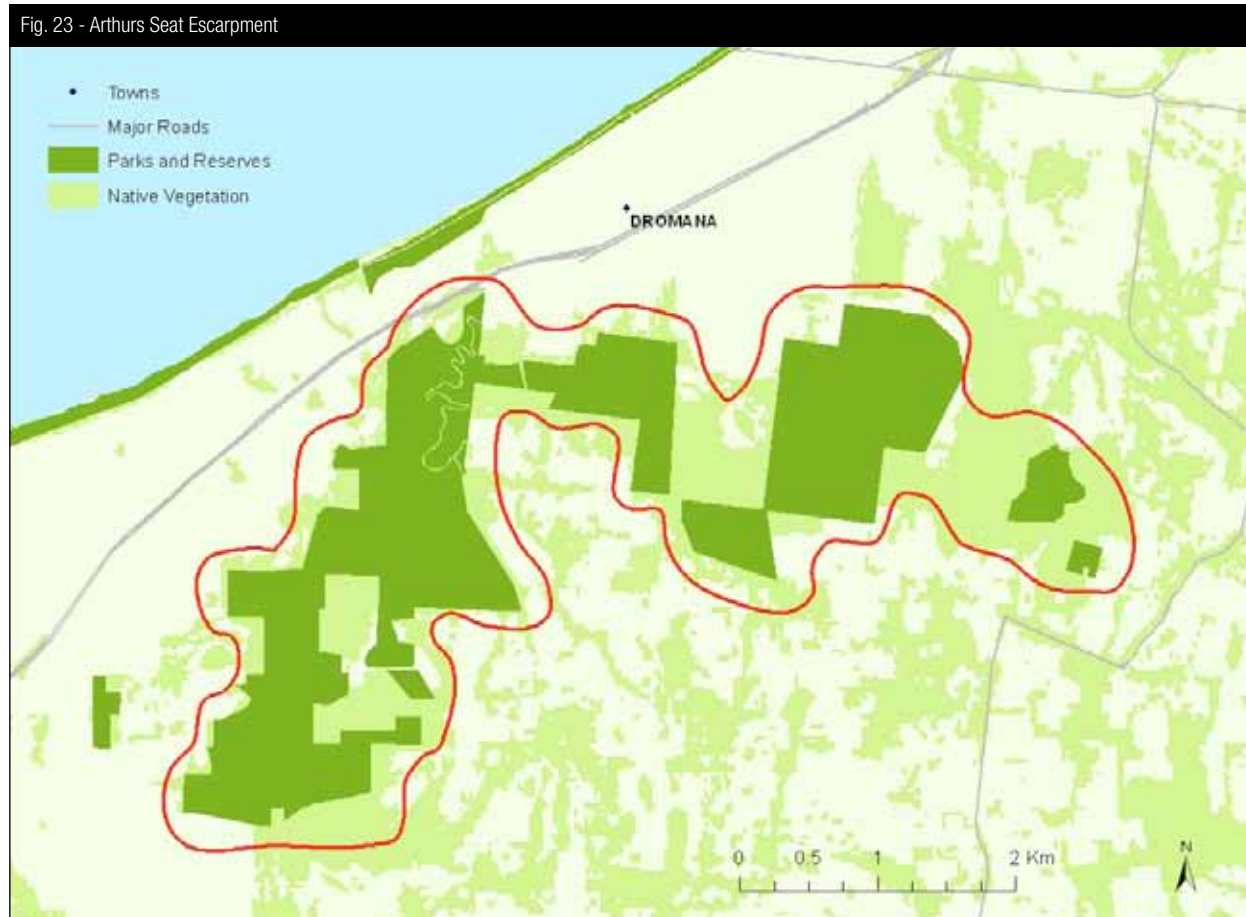 Fig. 23 - Arthurs Seat Escarpment
Towns
Major Roads
Parks and Reserves
Native Vegetation
DROMANA
0 0.5 1 2 Km
N